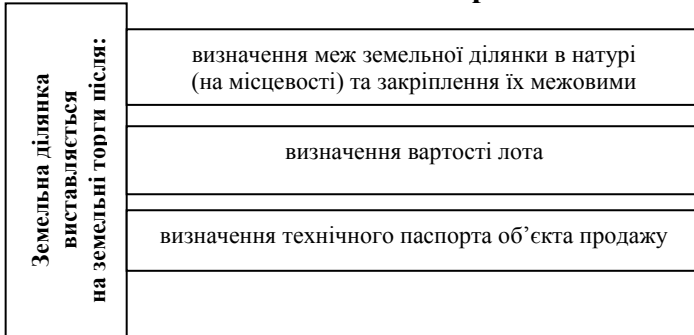 Земельна ділянка
виставляється
на земельні торги після:
визначення меж земельної ділянки в натурі
(на місцевості) та закріплення їх межовими
визначення вартості лота
визначення технічного паспорта об’єкта продажу